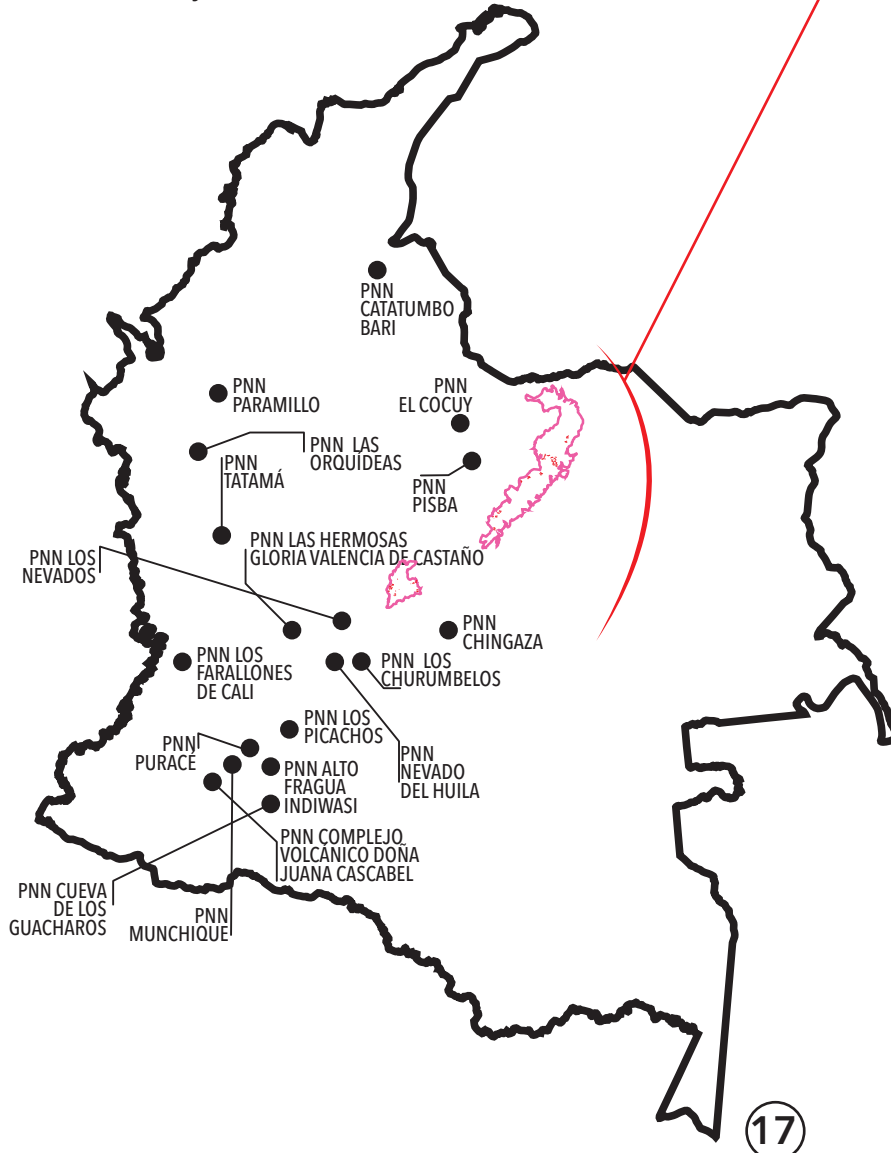 PNN
CATATUMBO
BARI
PNN
PARAMILLO
PNN
EL COCUY
PNN LAS
ORQUÍDEAS
PNN
TATAMÁ
PNN
PISBA
PNN LAS HERMOSAS
GLORIA VALENCIA DE CASTAÑO
PNN LOS
NEVADOS
PNN
CHINGAZA
PNN LOS
FARALLONES
DE CALI
PNN LOS
CHURUMBELOS
PNN LOS
PICACHOS
PNN
PURACÉ
PNN
NEVADO
DEL HUILA
PNN ALTO
FRAGUA
INDIWASI
PNN COMPLEJO
VOLCÁNICO DOÑA
JUANA CASCABEL
PNN CUEVA
DE LOS
GUACHAROS
PNN
MUNCHIQUE
17